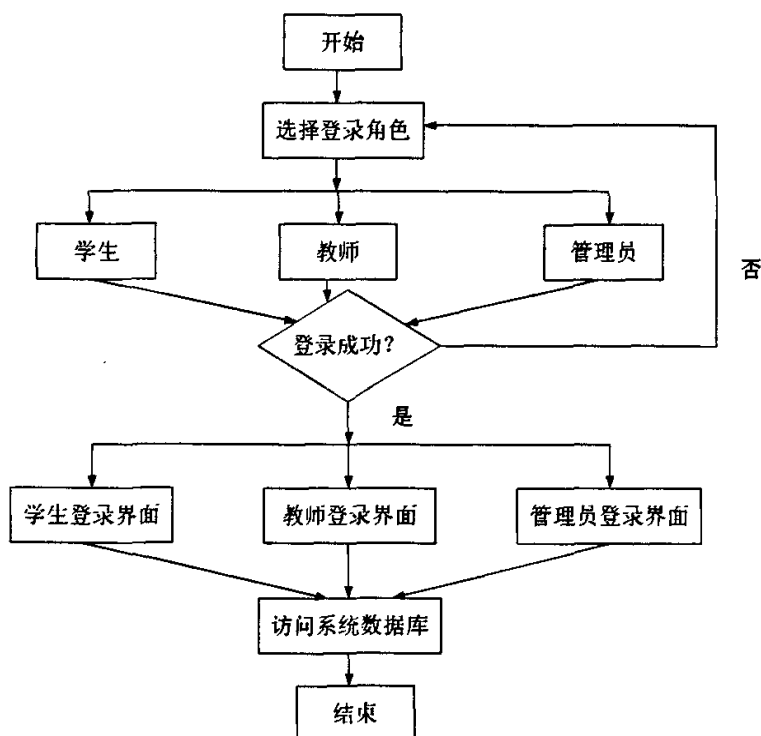 开始
选择登录角色
学生
教师
管理员
否
登录成功?
是
学生登录界面
教师登录界面
管理员登录界面
访问系统数据库
结束